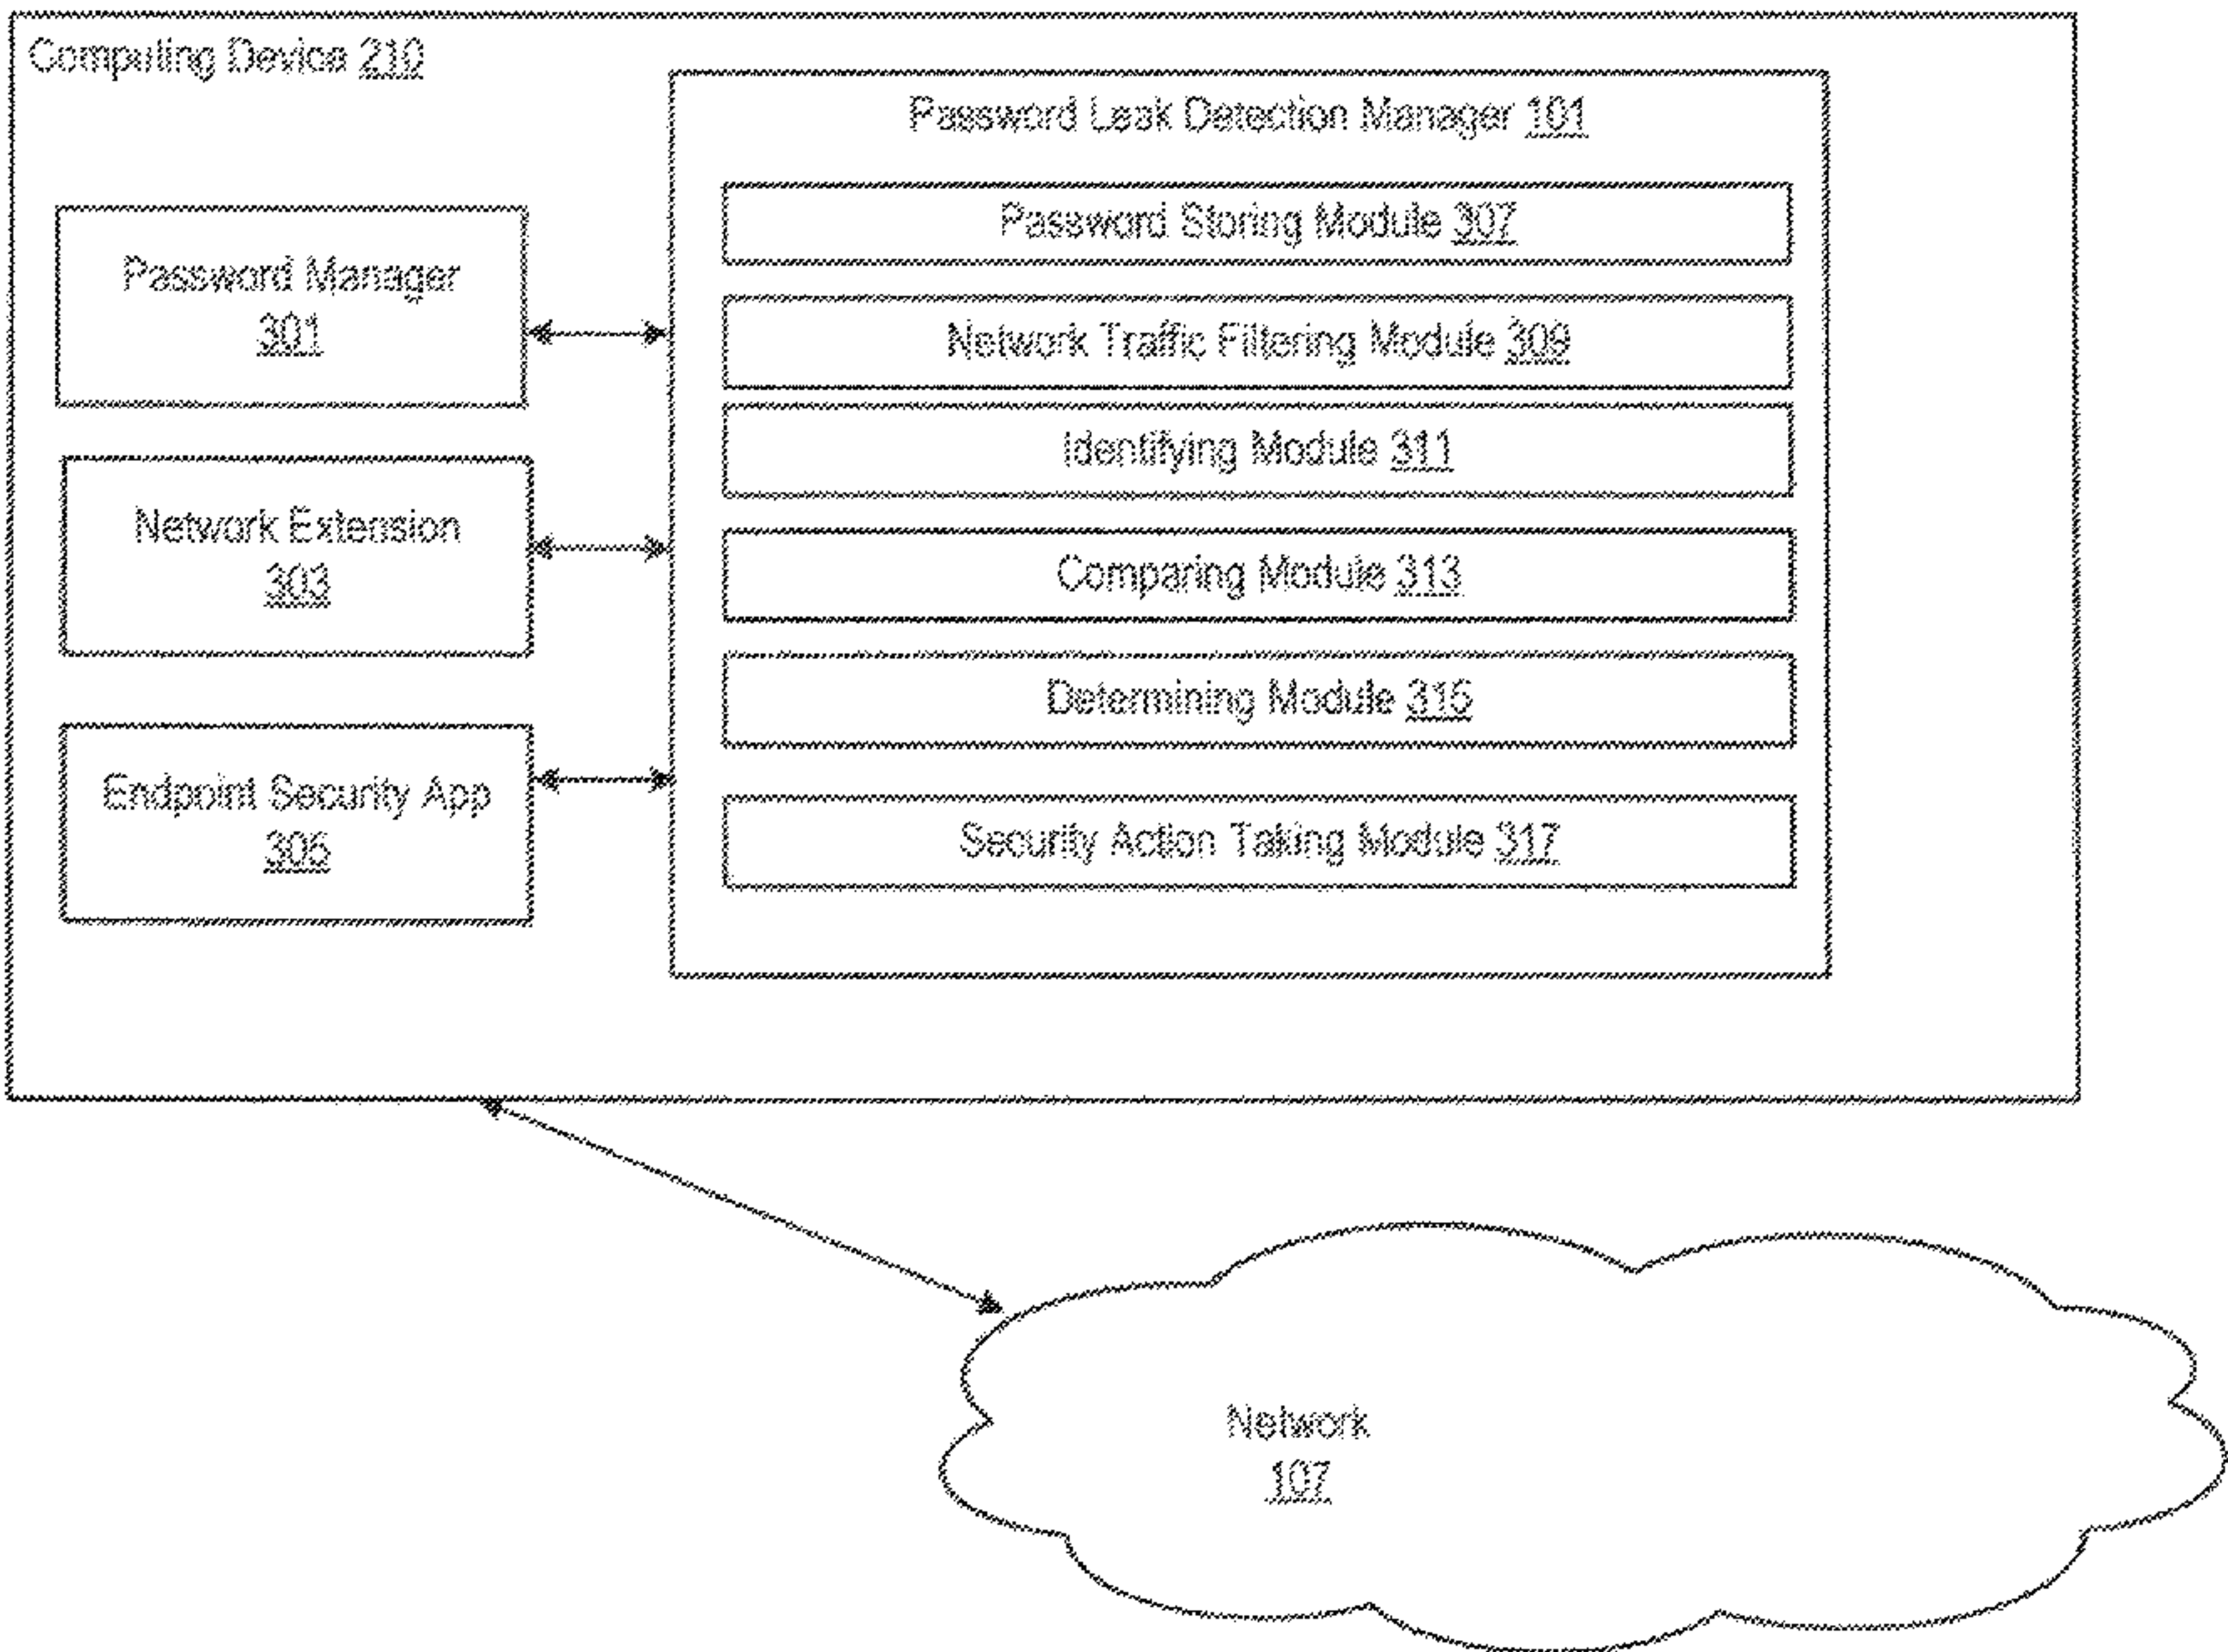 Computing Device 210
Password Leak Detection Manager 101
Password Storing Module 307
Password Manager
301
Network Traffic Filtering Module 309
Identifying Module 311
Network Extension
303
Comparing Module 313
Determining Module 315
Endpoint Security App
305
Security Action Taking Module 317
Network
107